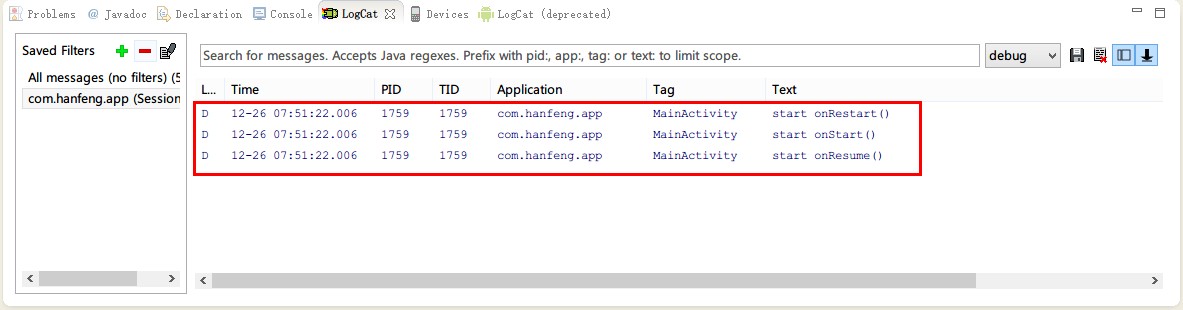 Problems @ Javadoc Declaration Console LogCat Devices LogCat (deprecated)
Saved Filters
Search for messages. Accepts Java regexes. Prefix with pid:, app:, tag: or text: to limit scope. debug
All messages (no filters) (5
com.hanfeng.app (Session
L... Time PID TID Application Tag Text
D 12-26 07:51:22.006 1759 1759 com.hanfeng.app MainActivity start onRestart()
D 12-26 07:51:22.006 1759 1759 com.hanfeng.app MainActivity start onStart()
D 12-26 07:51:22.006 1759 1759 com.hanfeng.app MainActivity start onResume()